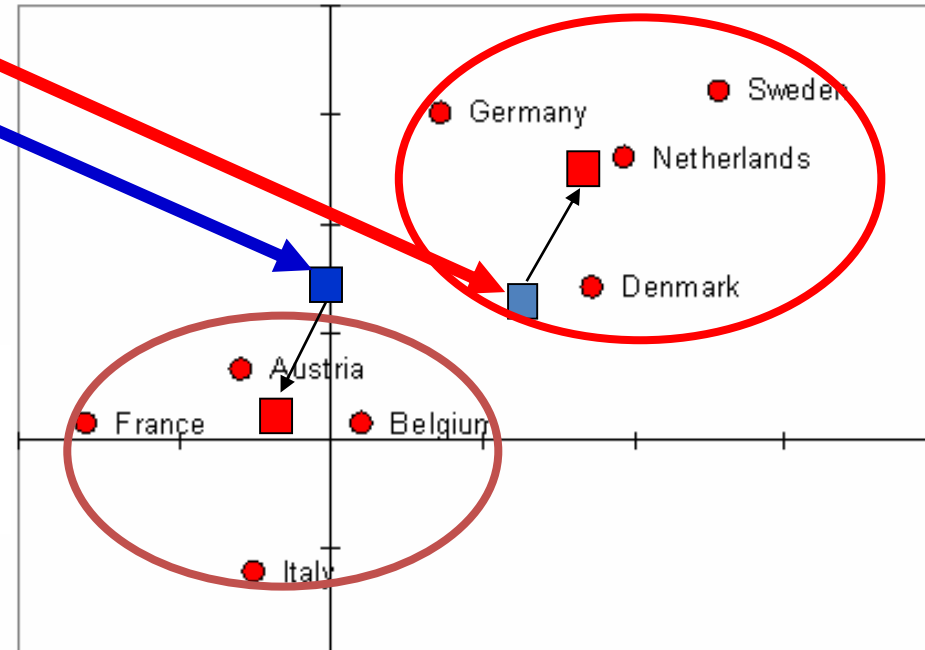 Sweden
Germany
Netherlands
Denmark
Austria
France
Belgium
Italy